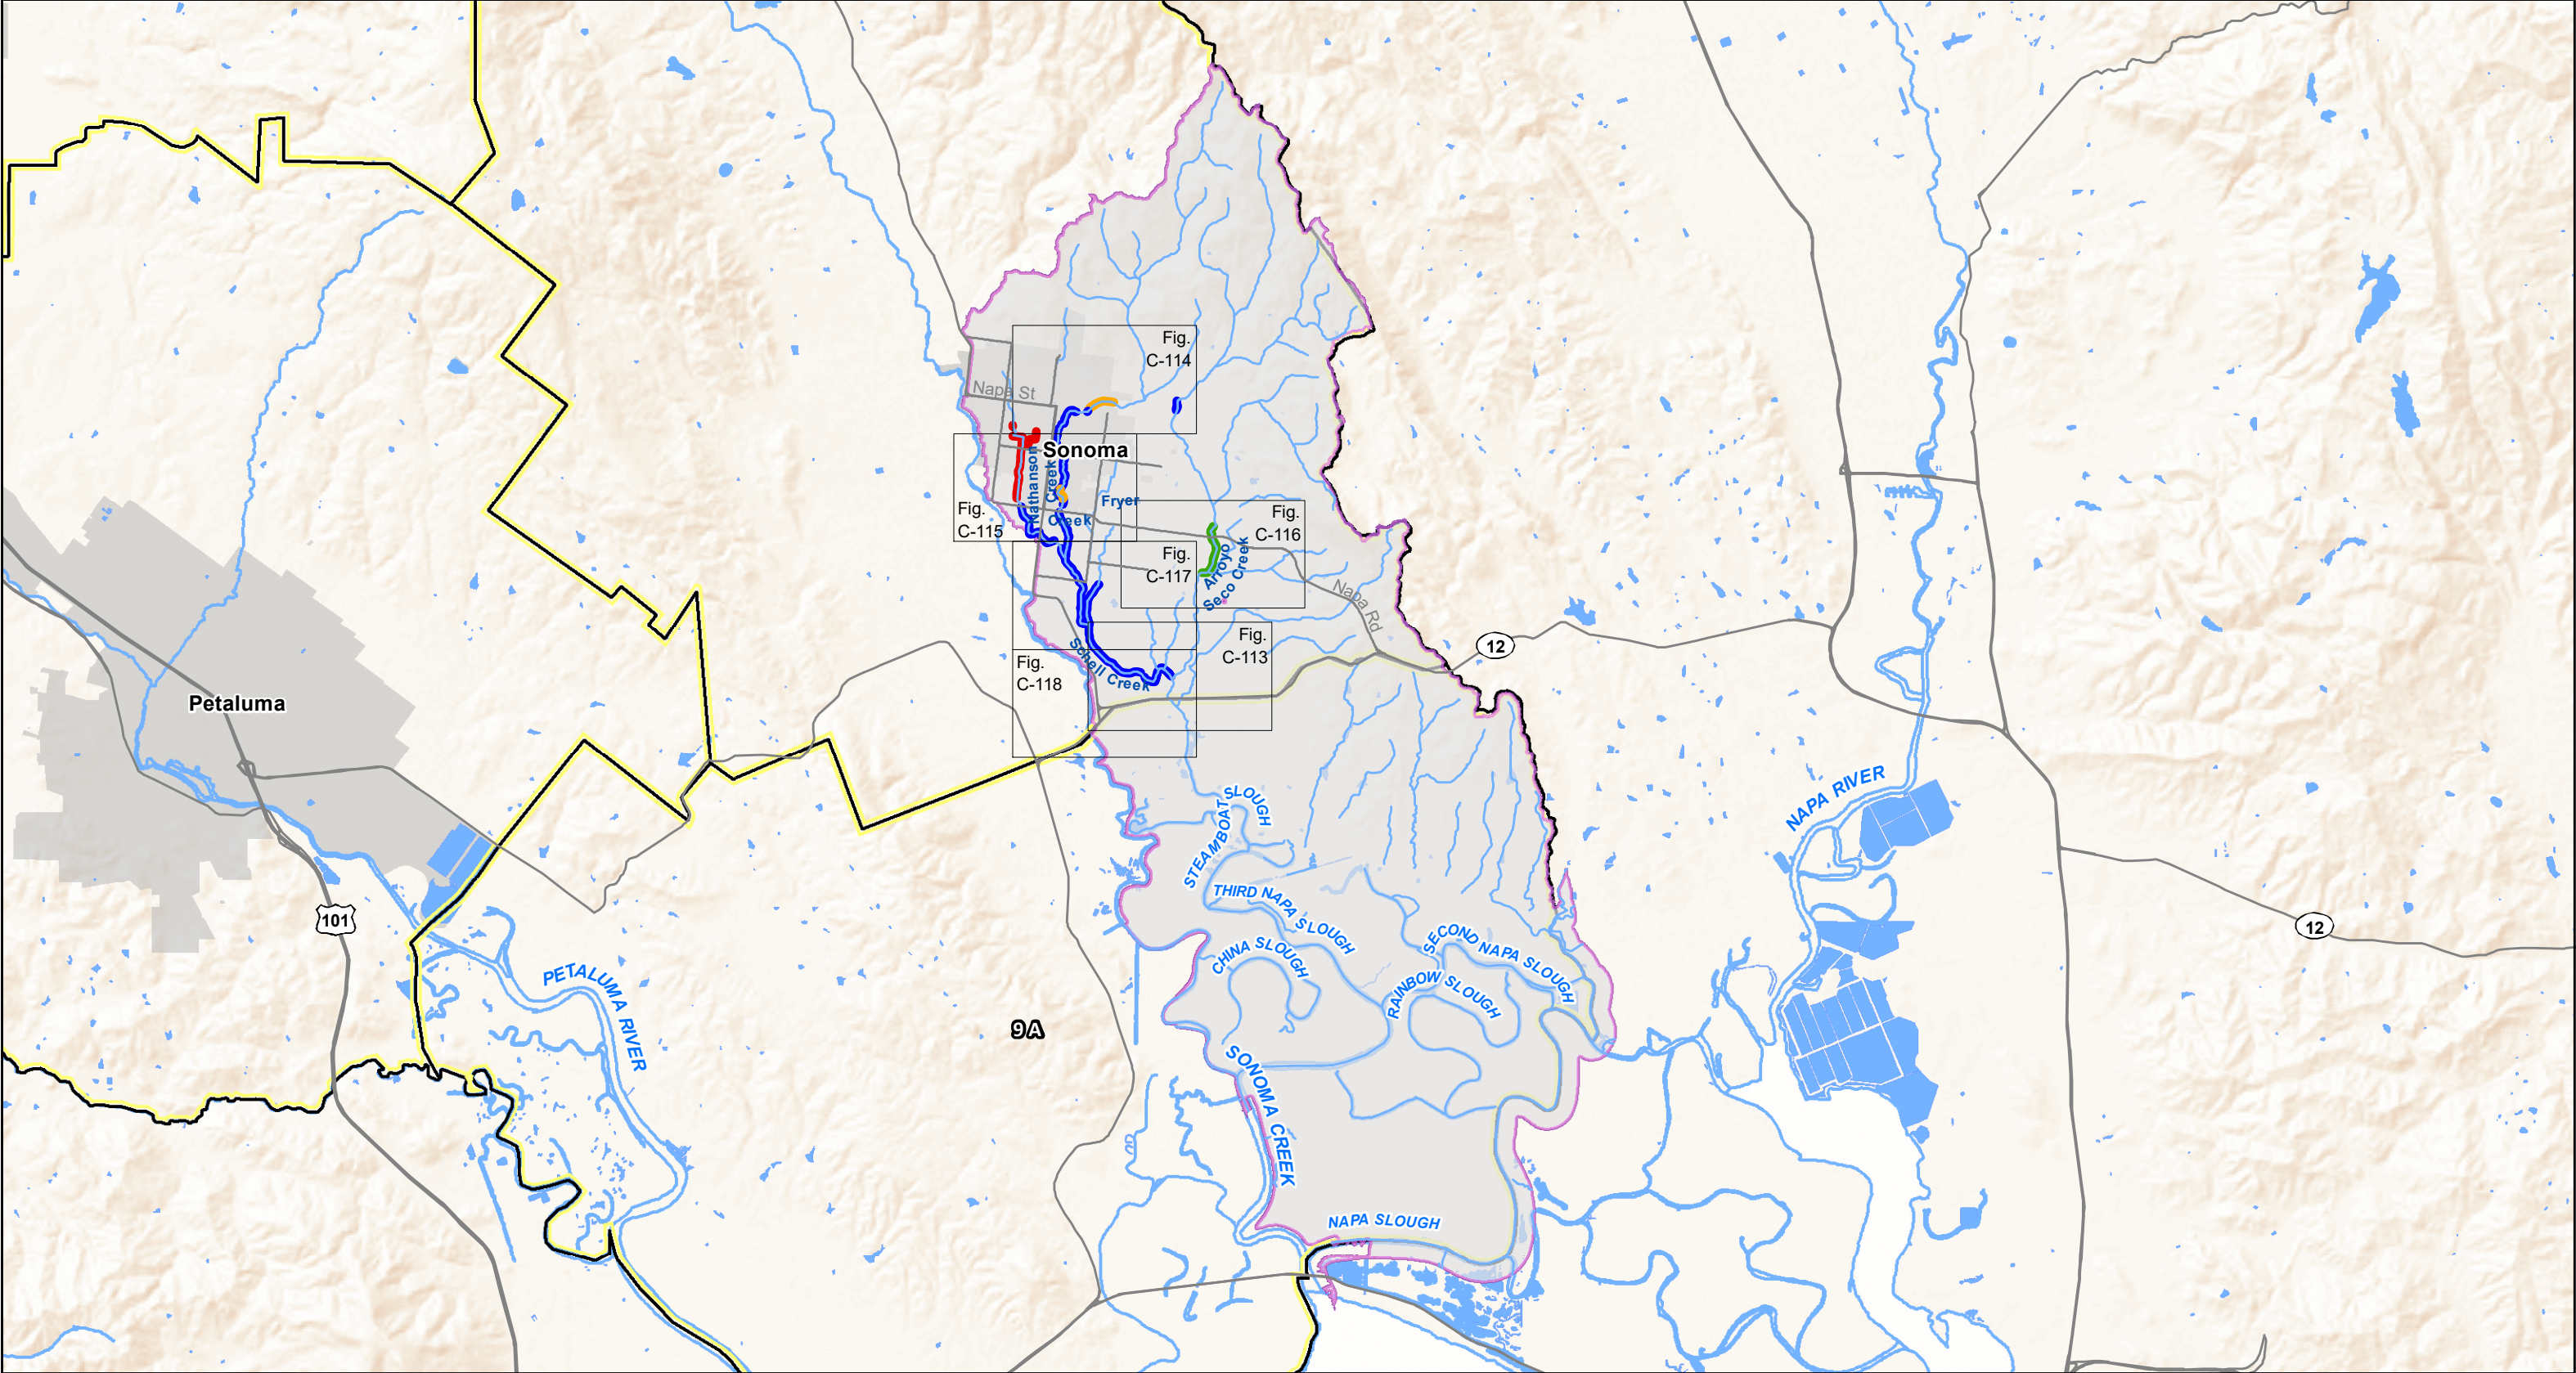 Fig.
C-114
Napa St
Sonoma
Nathanson
Creek
Fryer
Creek
Fig.
C-115
Fig.
C-116
Fig.
C-117
Arroyo
Seco Creek
Napa Rd
Fig.
C-113
12
Schell Creek
Fig.
C-118
Petaluma
NAPA RIVER
STEAMBOAT SLOUGH
THIRD NAPA SLOUGH
101
12
SECOND NAPA SLOUGH
CHINA SLOUGH
PETALUMA RIVER
RAINBOW SLOUGH
9A
SONOMA CREEK
NAPA SLOUGH